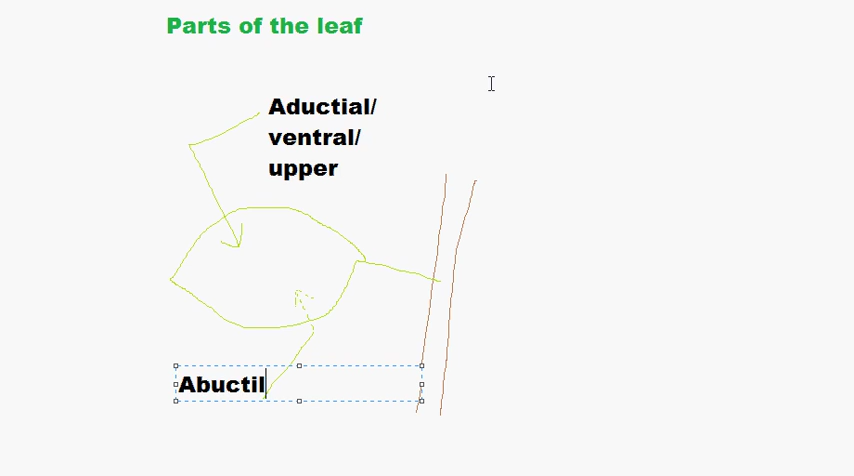 Parts of the leaf
Aductial/
ventral/
upper
Abuctil